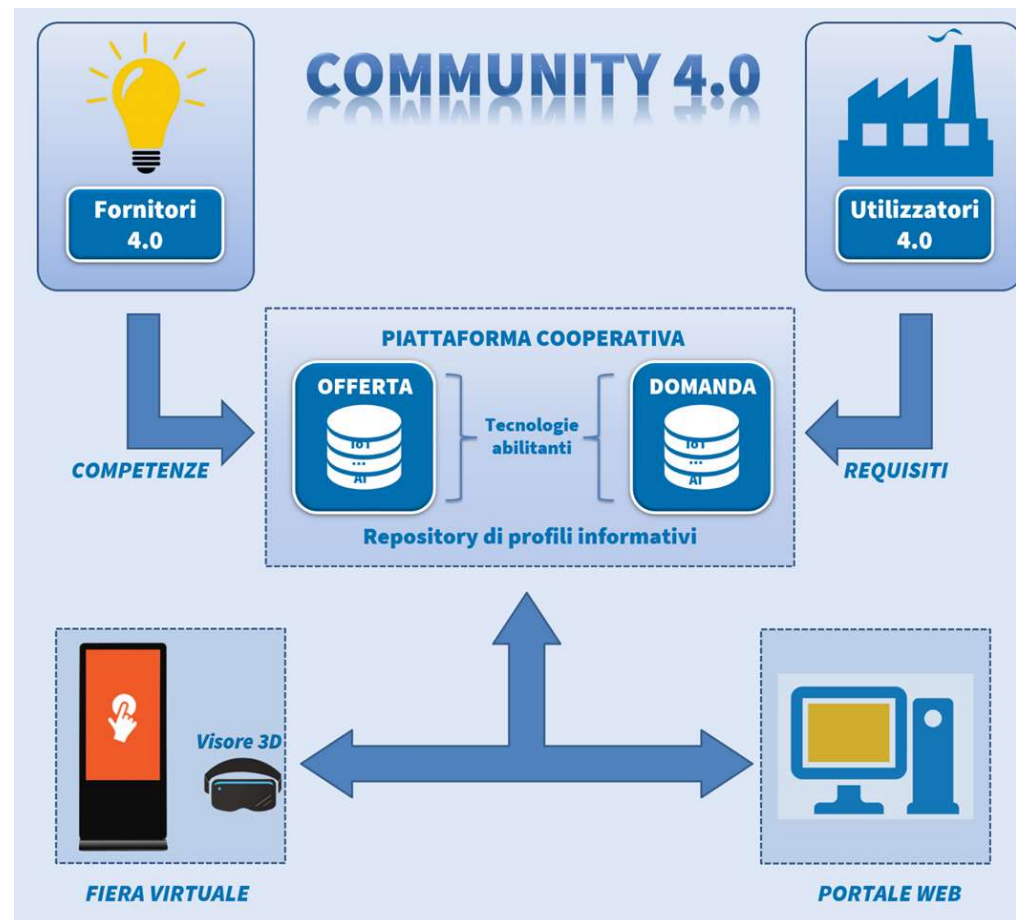 COMMUNITY 4.0
Fornitori
4.0
Utilizzatori
4.0
PIATTAFORMA COOPERATIVA
OFFERTA
IoT
...
AI
Tecnologie
abilitanti
DOMANDA
IoT
...
AI
Repository di profili informativi
COMPETENZE
REQUISITI
Visore 3D
FIERA VIRTUALE
PORTALE WEB